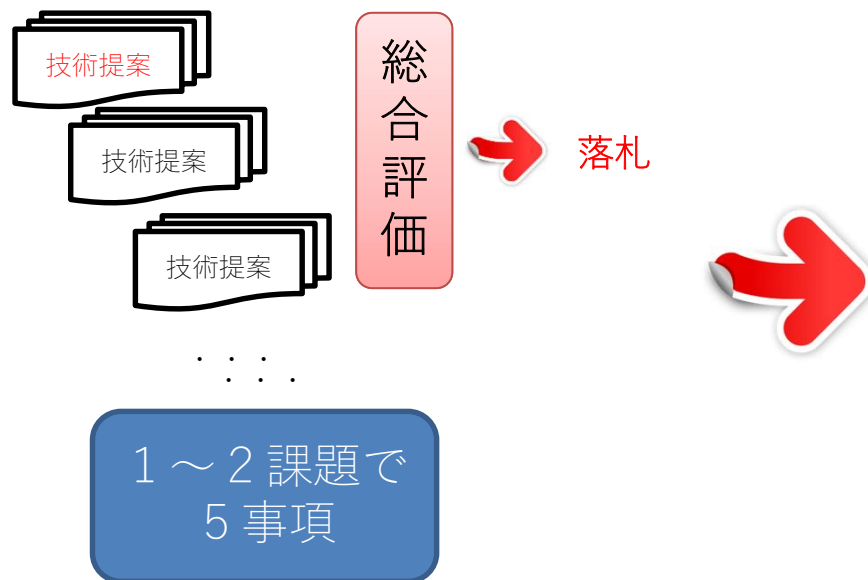 技術提案
技術提案
技術提案
総合評価
落札
・・・
・・・
１～２課題で
５事項